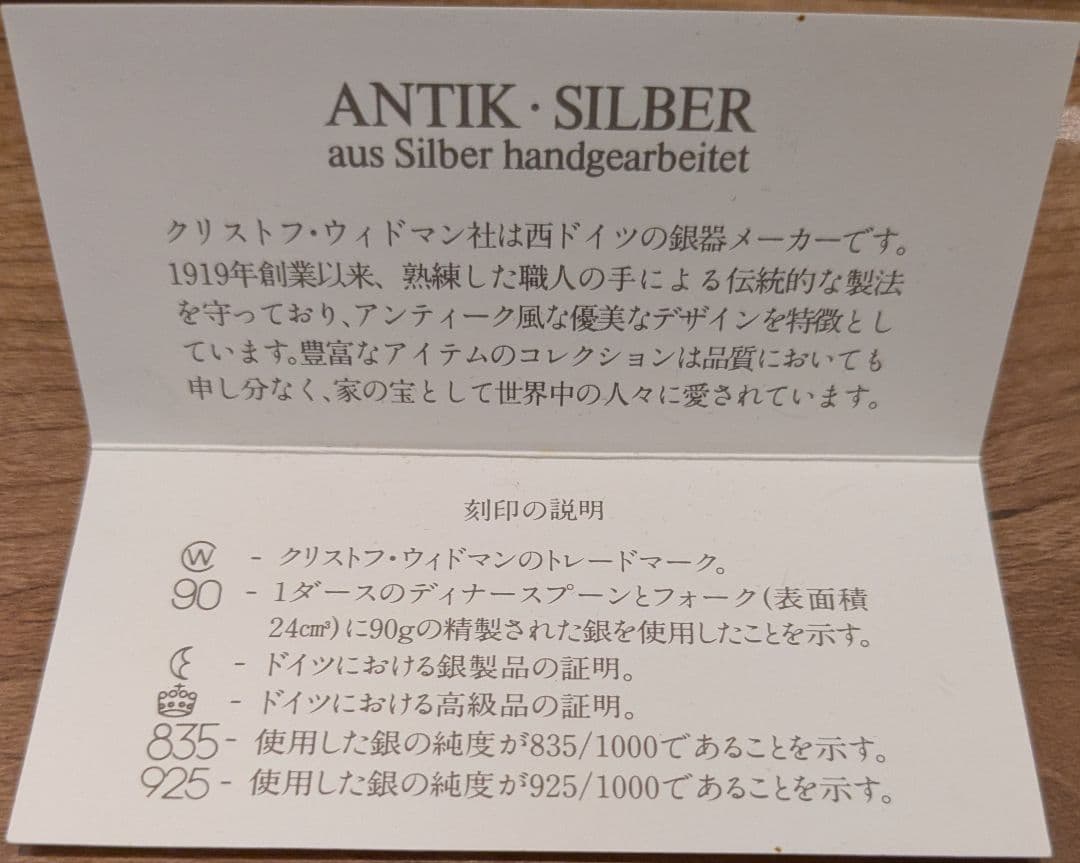 ANTIK・SILBER
aus Silber handgearbeitet
クリストフ・ウィドマン社は西ドイツの銀器メーカーです。
1919年創業以来、熟練した職人の手による伝統的な製法
を守っており、アンティーク風な優美なデザインを特徴とし
ています。豊富なアイテムのコレクションは品質においても
申し分なく、家の宝として世界中の人々に愛されています。
刻印の説明
W - クリストフ・ウィドマンのトレードマーク。
90 - 1ダースのディナースプーンとフォーク(表面積
24㎤)に90gの精製された銀を使用したことを示す。
- ドイツにおける銀製品の証明。
- ドイツにおける高級品の証明。
835 - 使用した銀の純度が835/1000であることを示す。
925 - 使用した銀の純度が925/1000であることを示す。